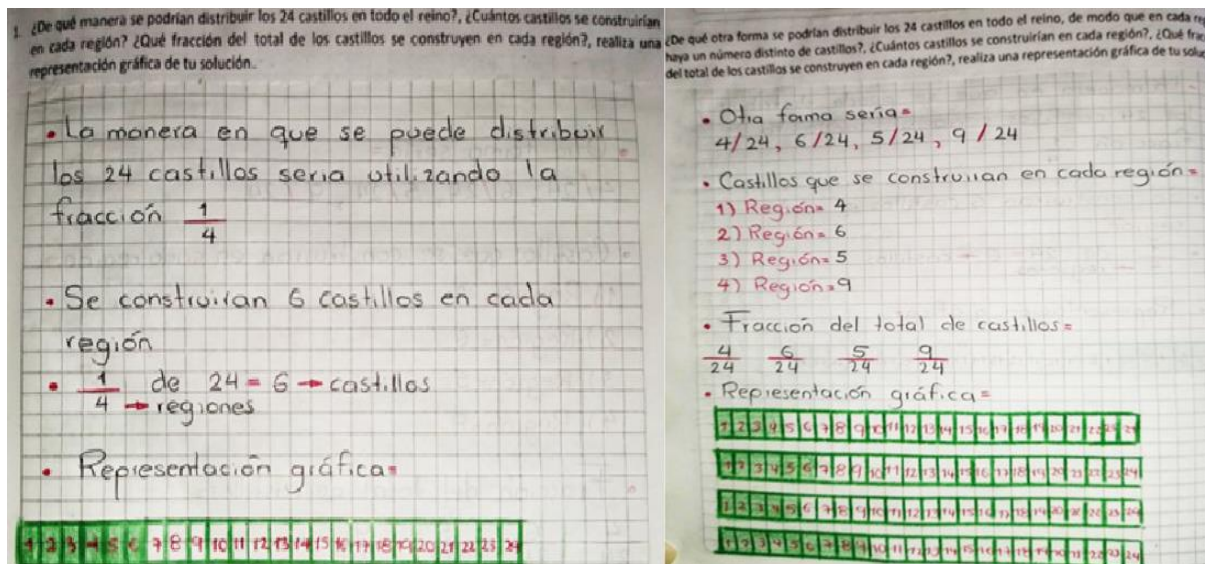 1. ¿De qué manera se podrían distribuir los 24 castillos en todo el reino?, ¿Cuántos castillos se construirían
en cada región? ¿Qué fracción del total de los castillos se construyen en cada región?, realiza una
representación gráfica de tu solución.
• La manera en que se puede distribuir
los 24 castillos seria utilizando la
fracción 1/4
• Se construiran 6 castillos en cada
región
• 1/4 de 24 = 6 → castillos
→ regiones
• Representación gráfica=
1 2 3 4 5 6 7 8 9 10 11 12 13 14 15 16 17 18 19 20 21 22 23 24
¿De qué otra forma se podrían distribuir los 24 castillos en todo el reino, de modo que en cada
haya un número distinto de castillos?, ¿Cuántos castillos se construirían en cada región?, ¿Qué
del total de los castillos se construyen en cada región?, realiza una representación gráfica de tu
• Otra forma seria=
4/24, 6/24, 5/24, 9/24
• Castillos que se construiran en cada región=
1) Región= 4
2) Región= 6
3) Región= 5
4) Región= 9
• Fracción del total de castillos=
4/24 6/24 5/24 9/24
• Representación gráfica=
1 2 3 4 5 6 7 8 9 10 11 12 13 14 15 16 17 18 19 20 21 22 23 24
1 2 3 4 5 6 7 8 9 10 11 12 13 14 15 16 17 18 19 20 21 22 23 24
1 2 3 4 5 6 7 8 9 10 11 12 13 14 15 16 17 18 19 20 21 22 23 24
1 2 3 4 5 6 7 8 9 10 11 12 13 14 15 16 17 18 19 20 21 22 23 24